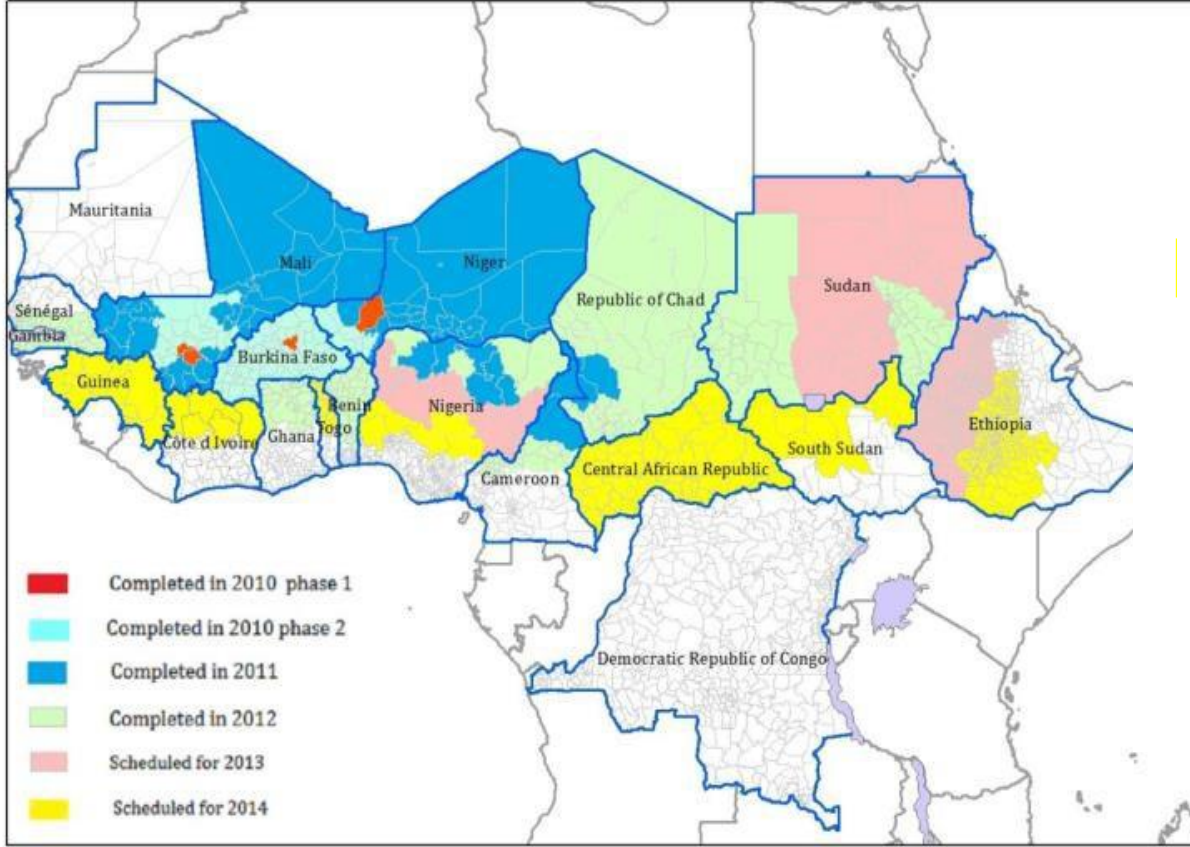 Mauritania
Mali
Niger
Republic of Chad
Sudan
Sénégal
Gambia
Burkina Faso
Guinea
Benin
Nigeria
Togo
Côte d Ivoire
Ghana
Ethiopia
South Sudan
Central African Republic
Cameroon
Democratic Republic of Congo
Completed in 2010 phase 1
Completed in 2010 phase 2
Completed in 2011
Completed in 2012
Scheduled for 2013
Scheduled for 2014